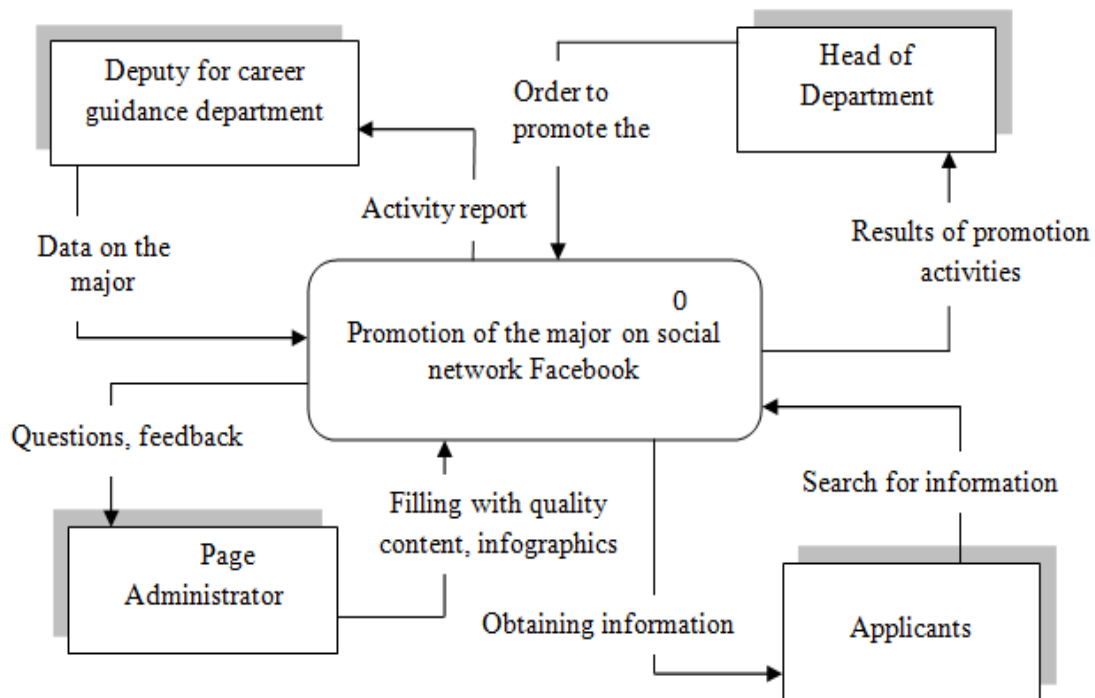 Deputy for career
guidance department
Head of
Department
Order to
promote the
Activity report
Data on the
major
Results of promotion
activities
0
Promotion of the major on social
network Facebook
Questions, feedback
Search for information
Filling with quality
content, infographics
Page
Administrator
Obtaining information
Applicants